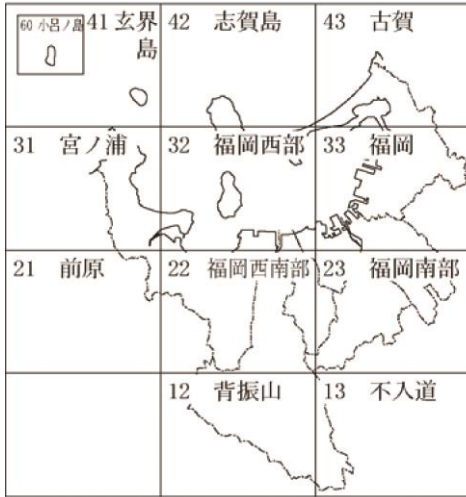 60 小呂ノ島
41 玄界島
42 志賀島
43 古賀
31 宮ノ浦
32 福岡西部
33 福岡
21 前原
22 福岡西南部
23 福岡南部
12 背振山
13 不入道